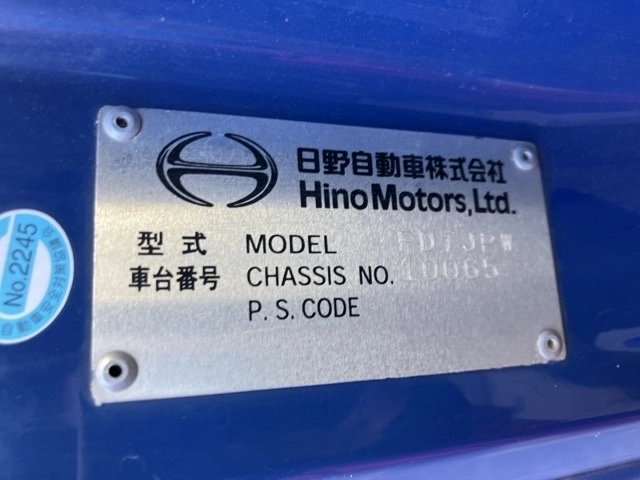 日野自動車株式会社
Hino Motors, Ltd.
型式 MODEL FD7JPW
車台番号 CHASSIS NO. 10065
P.S.CODE
No.2245